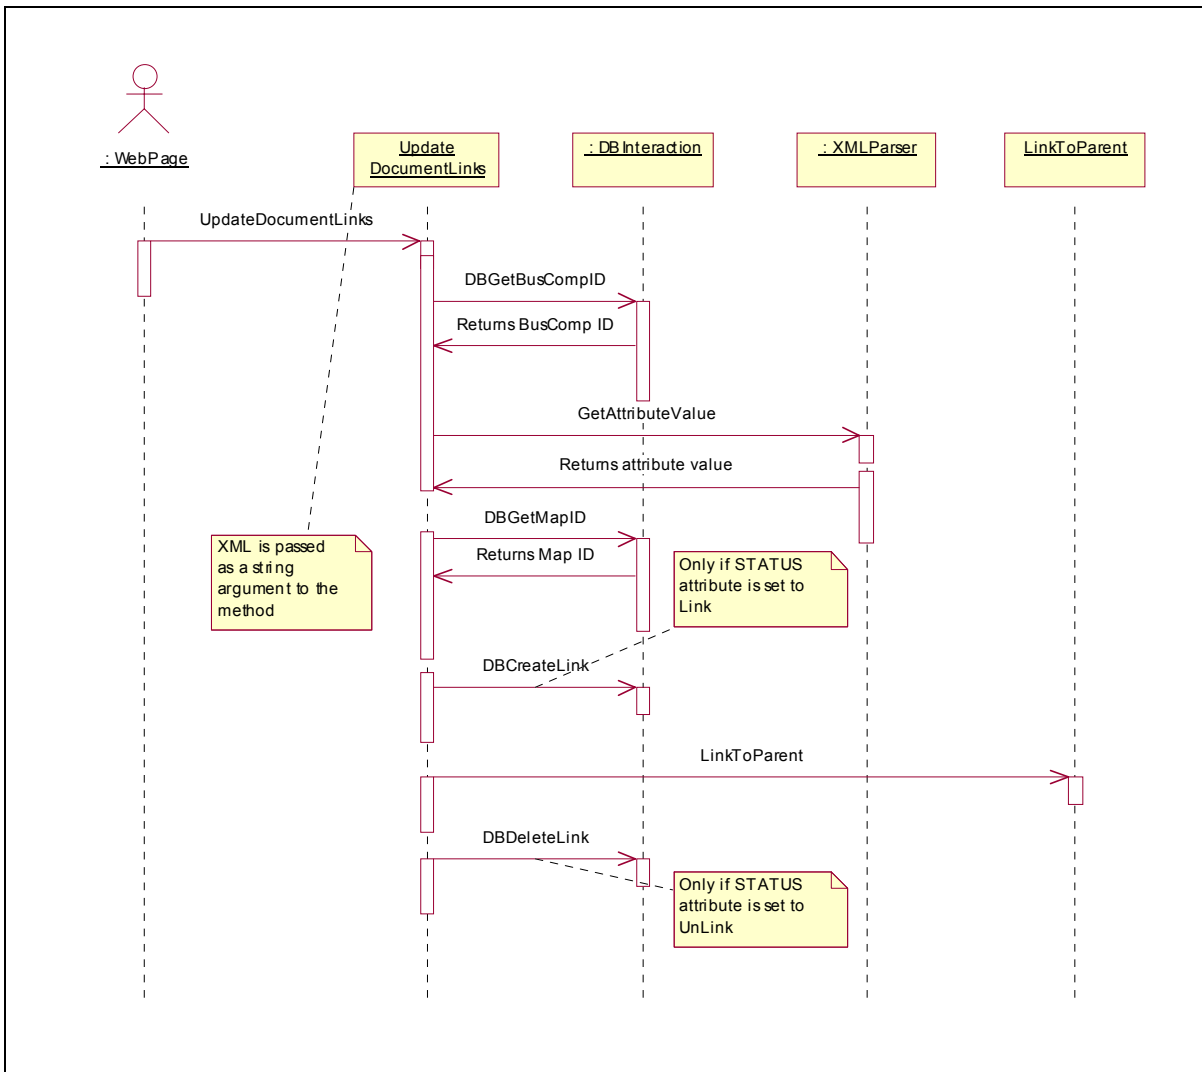 : WebPage
Update
DocumentLinks
: DBInteraction
: XMLParser
LinkToParent
UpdateDocumentLinks
DBGetBusCompID
Returns BusComp ID
GetAttributeValue
Returns attribute value
DBGetMapID
Returns Map ID
XML is passed
as a string
argument to the
method
Only if STATUS
attribute is set to
Link
DBCreateLink
LinkToParent
DBDeleteLink
Only if STATUS
attribute is set to
UnLink